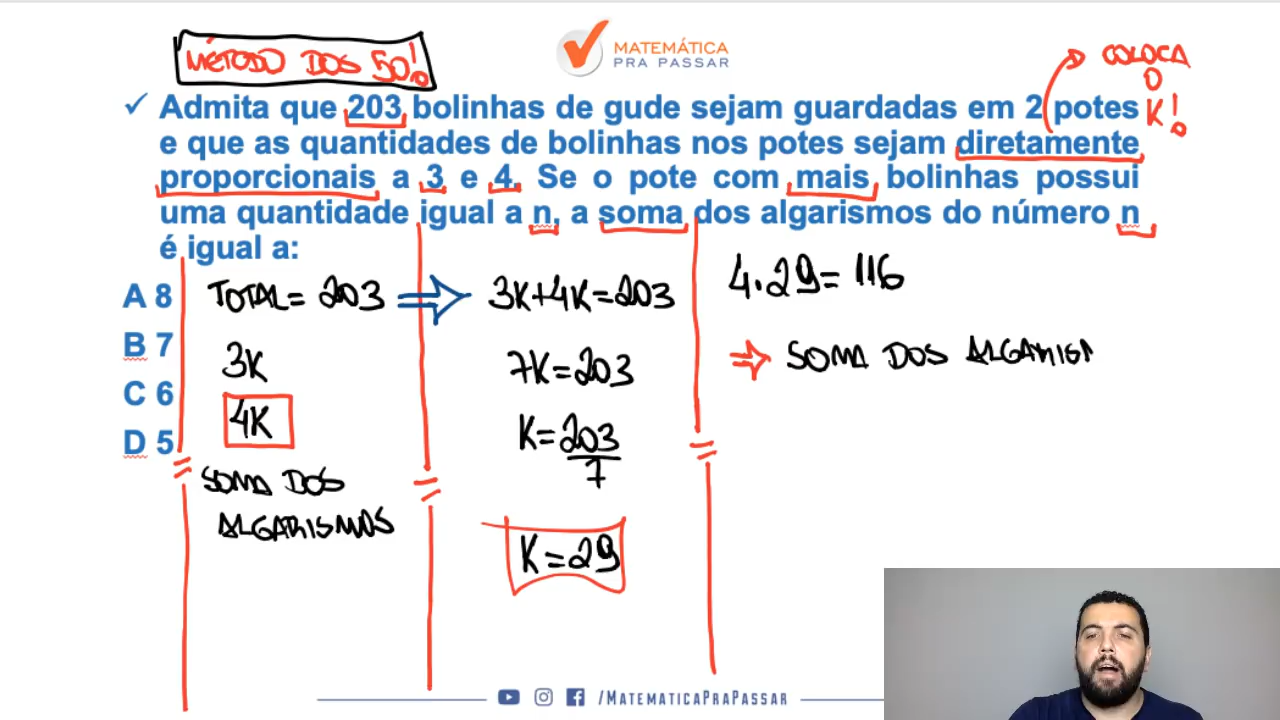 MÉTODO DOS 50!
MATEMÁTICA
PRA PASSAR
COLOCA
O
K!
✓ Admita que 203 bolinhas de gude sejam guardadas em 2 potes
e que as quantidades de bolinhas nos potes sejam diretamente
proporcionais a 3 e 4. Se o pote com mais bolinhas possui
uma quantidade igual a n, a soma dos algarismos do número n
é igual a:
A 8
B 7
C 6
D 5
TOTAL = 203
3K
4K
SOMA DOS
ALGARISMOS
3K+4K=203
7K=203
K=203
7
K=29
4.29=116
⇒ SOMA DOS ALGARISM
/MATEMATICAPRAPASSAR